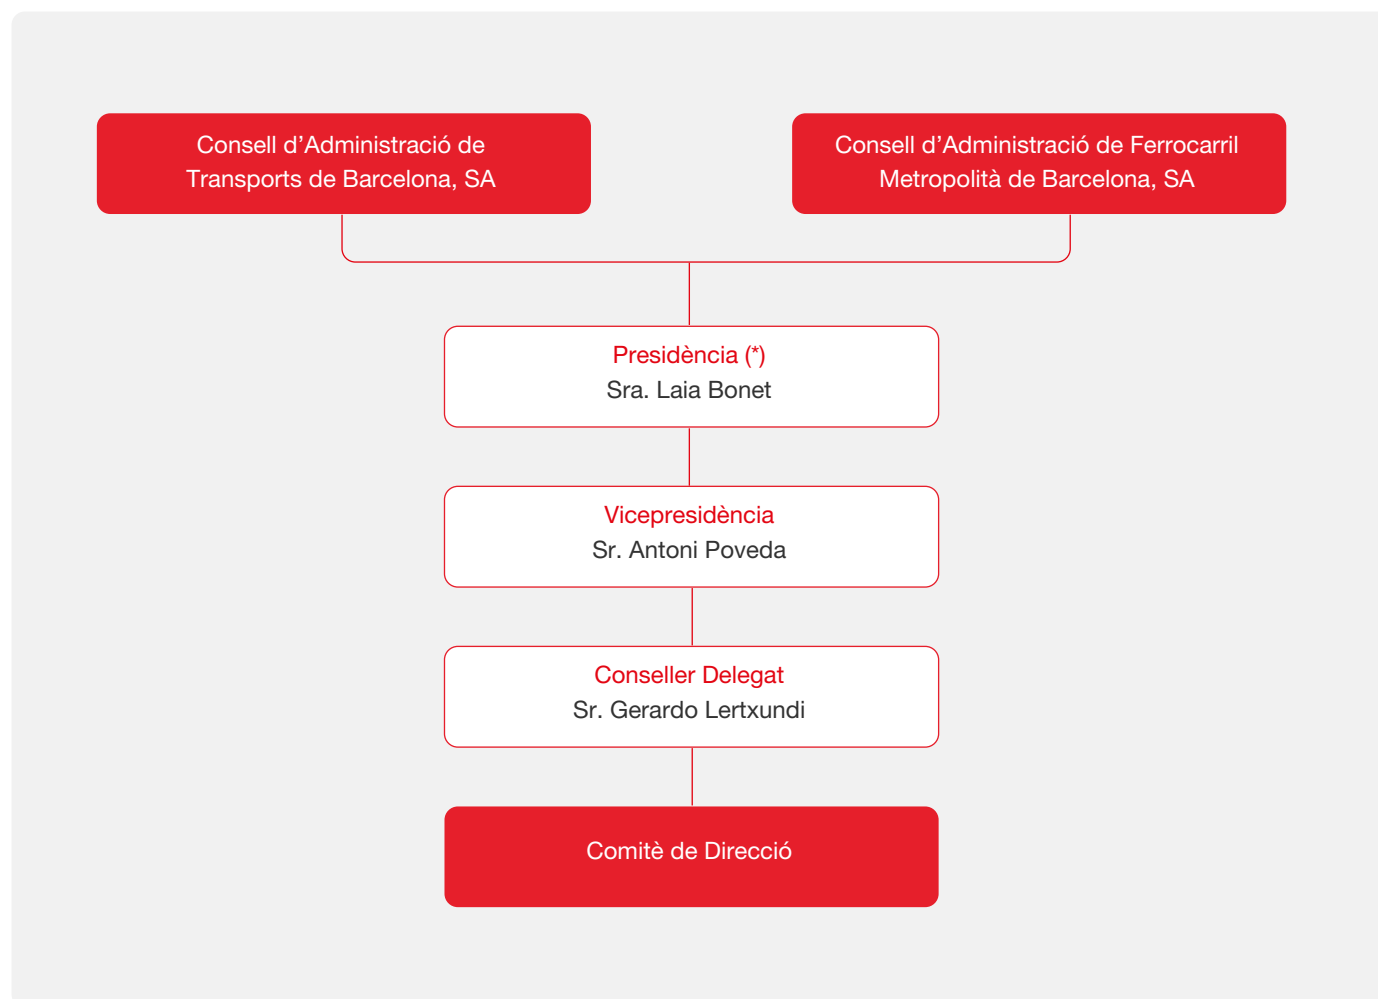 Consell d’Administració de
Transports de Barcelona, SA
Consell d’Administració de Ferrocarril
Metropolità de Barcelona, SA
Presidència (*)
Sra. Laia Bonet
Vicepresidència
Sr. Antoni Poveda
Conseller Delegat
Sr. Gerardo Lertxundi
Comitè de Direcció